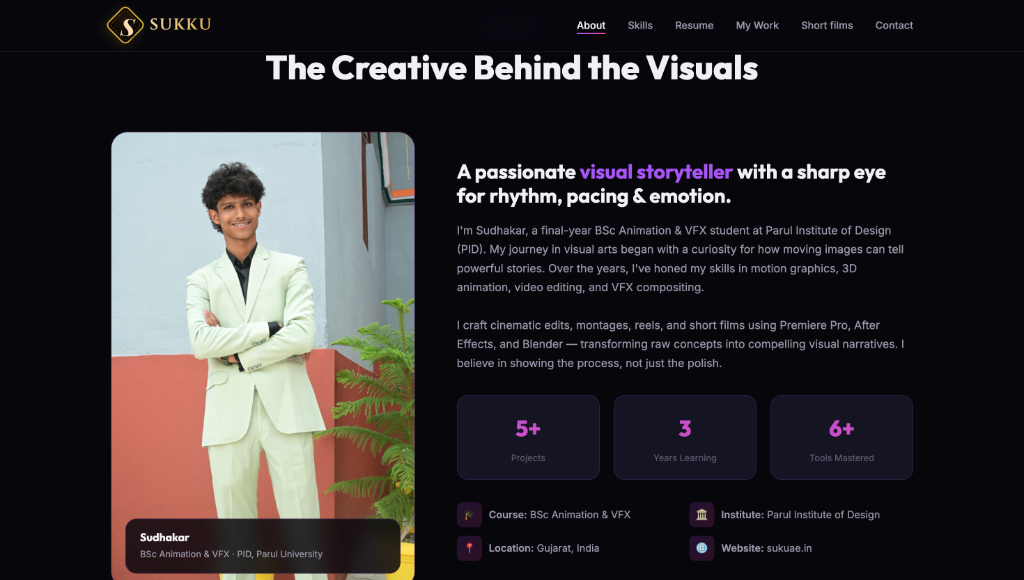 S SUKKU
About Skills Resume My Work Short films Contact
The Creative Behind the Visuals
A passionate visual storyteller with a sharp eye
for rhythm, pacing & emotion.
I'm Sudhakar, a final-year BSc Animation & VFX student at Parul Institute of Design
(PID). My journey in visual arts began with a curiosity for how moving images can tell
powerful stories. Over the years, I've honed my skills in motion graphics, 3D
animation, video editing, and VFX compositing.
I craft cinematic edits, montages, reels, and short films using Premiere Pro, After
Effects, and Blender — transforming raw concepts into compelling visual narratives. I
believe in showing the process, not just the polish.
5+
Projects
3
Years Learning
6+
Tools Mastered
Course: BSc Animation & VFX
Institute: Parul Institute of Design
Location: Gujarat, India
Website: sukuae.in
Sudhakar
BSc Animation & VFX · PID, Parul University